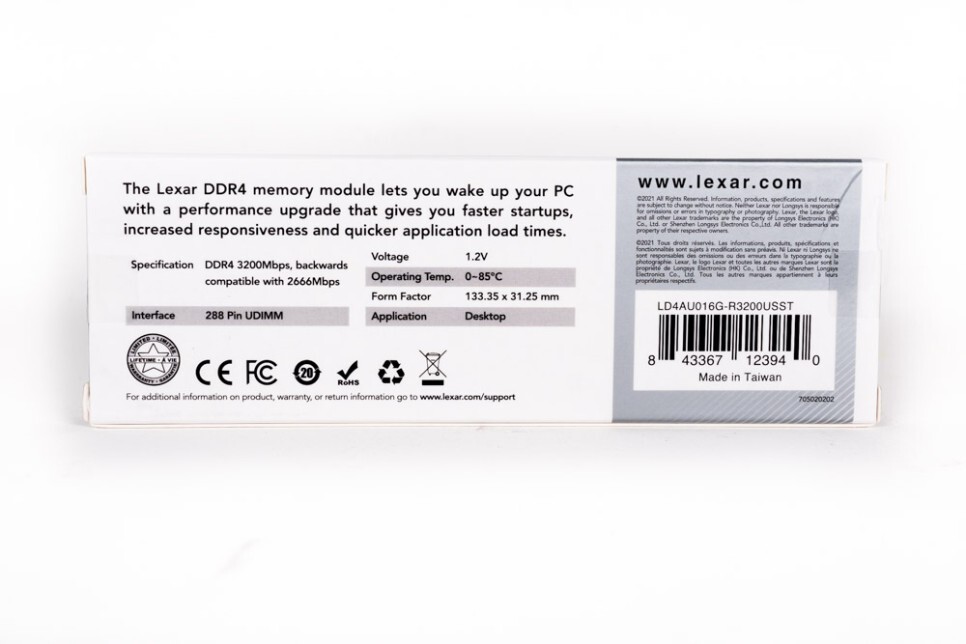 The Lexar DDR4 memory module lets you wake up your PC
with a performance upgrade that gives you faster startups,
increased responsiveness and quicker application load times.
Specification DDR4 3200Mbps, backwards
compatible with 2666Mbps
Interface 288 Pin UDIMM
Voltage 1.2V
Operating Temp. 0~85°C
Form Factor 133.35 x 31.25 mm
Application Desktop
LIMITED • LIMITEE
LIFETIME • À VIE
CE FC 20 RoHS
For additional information on product, warranty, or return information go to www.lexar.com/support
www.lexar.com
©2021 All Rights Reserved. Information, products, specifications and features
are subject to change without notice. Neither Lexar nor Longsys is responsible
for omissions or errors in typography or photography. Lexar, the Lexar logo,
and all other Lexar trademarks are the property of Longsys Electronics (HK)
Co., Ltd. or Shenzhen Longsys Electronics Co.,Ltd. All other trademarks are
property of their respective owners.
©2021 Tous droits réservés. Les informations, produits, spécifications et
fonctionnalités sont sujets à modification sans préavis. Ni Lexar ni Longsys ne
sont responsables des omissions ou des erreurs dans la typographie ou la
photographie. Lexar, le logo Lexar et toutes les autres marques Lexar sont la
propriété de Longsys Electronics (HK) Co., Ltd. ou de Shenzhen Longsys
Electronics Co., Ltd. Tous les autres marques appartiennent à leurs
propriétaires respectifs.
LD4AU016G-R3200USST
8 43367 12394 0
Made in Taiwan
705020202